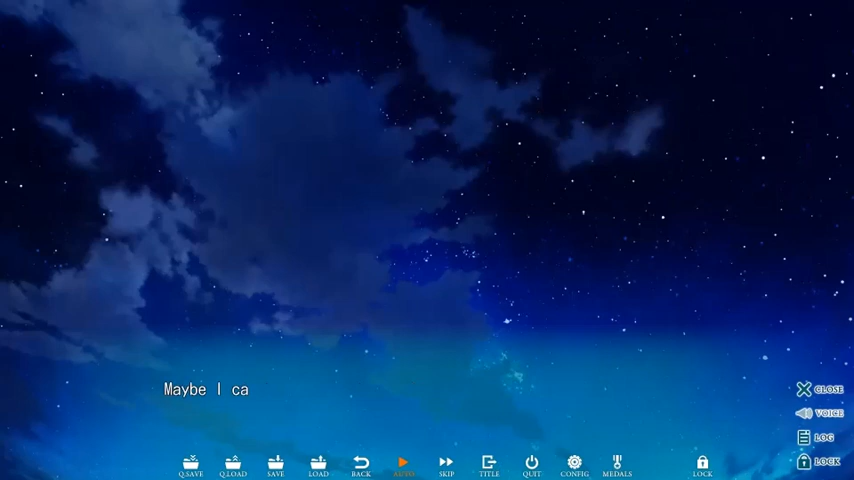 Maybe I ca
CLOSE
VOICE
LOG
LOCK
Q.SAVE Q.LOAD SAVE LOAD BACK AUTO SKIP TITLE QUIT CONFIG MEDALS LOCK